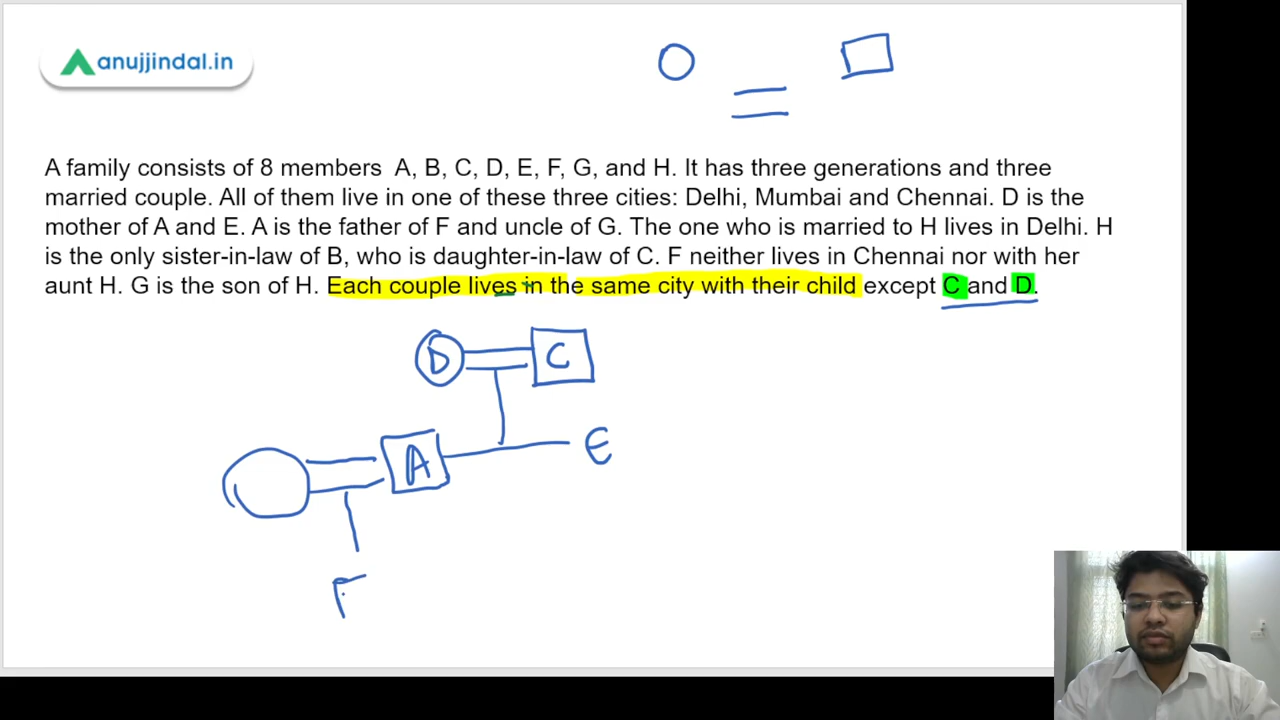 anujjindal.in
A family consists of 8 members A, B, C, D, E, F, G, and H. It has three generations and three
married couple. All of them live in one of these three cities: Delhi, Mumbai and Chennai. D is the
mother of A and E. A is the father of F and uncle of G. The one who is married to H lives in Delhi. H
is the only sister-in-law of B, who is daughter-in-law of C. F neither lives in Chennai nor with her
aunt H. G is the son of H. Each couple lives in the same city with their child except C and D.
D C
A E
F